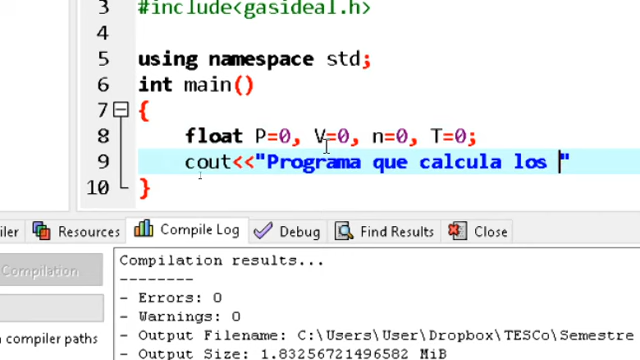 3 #include<gasideal.h>
4
5 using namespace std;
6 int main()
7 {
8 float P=0, V=0, n=0, T=0;
9 cout<<"Programa que calcula los "
10 }
iler Resources Compile Log Debug Find Results Close
Compilation
Compilation results...
--------
- Errors: 0
- Warnings: 0
n compiler paths
- Output Filename: C:\Users\User\Dropbox\TESCo\Semestre
- Output Size: 1.83256721496582 MiB